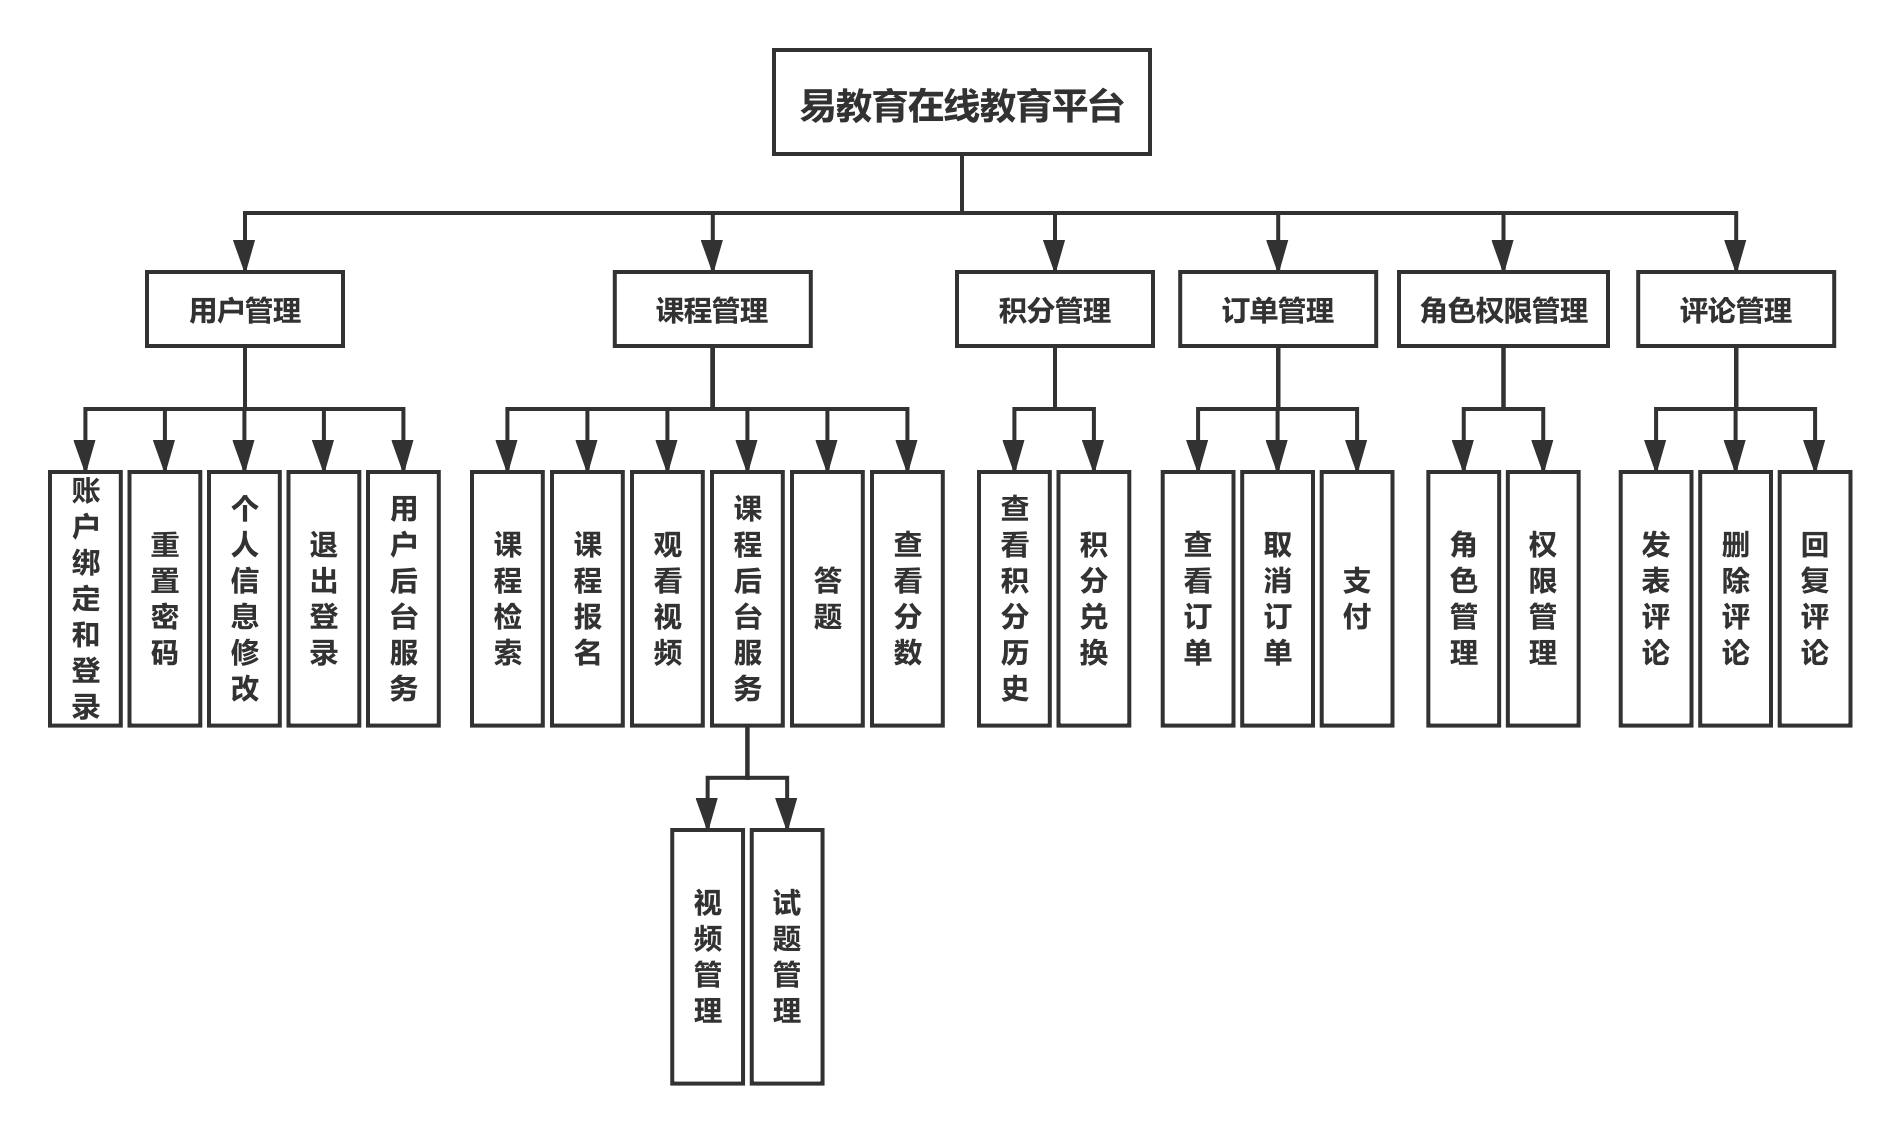 易教育在线教育平台
用户管理
课程管理
积分管理
订单管理
角色权限管理
评论管理
账户绑定和登录
重置密码
个人信息修改
退出登录
用户后台服务
课程检索
课程报名
观看视频
课程后台服务
答题
查看分数
查看积分历史
积分兑换
查看订单
取消订单
支付
角色管理
权限管理
发表评论
删除评论
回复评论
视频管理
试题管理